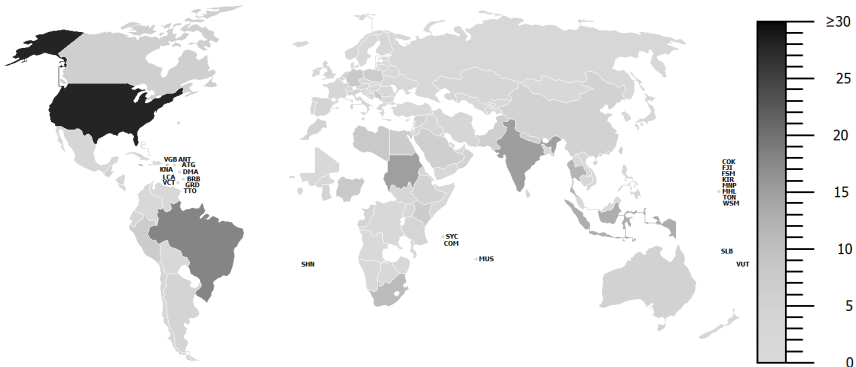 VGB ANT
ATG
KNA
DMA
LCA
BRB
VCT
GRD
TTO
COK
FJI
FSM
KIR
MNP
MHL
TON
WSM
SYC
COM
MUS
SHN
SLB
VUT
≥30
25
20
15
10
5
0